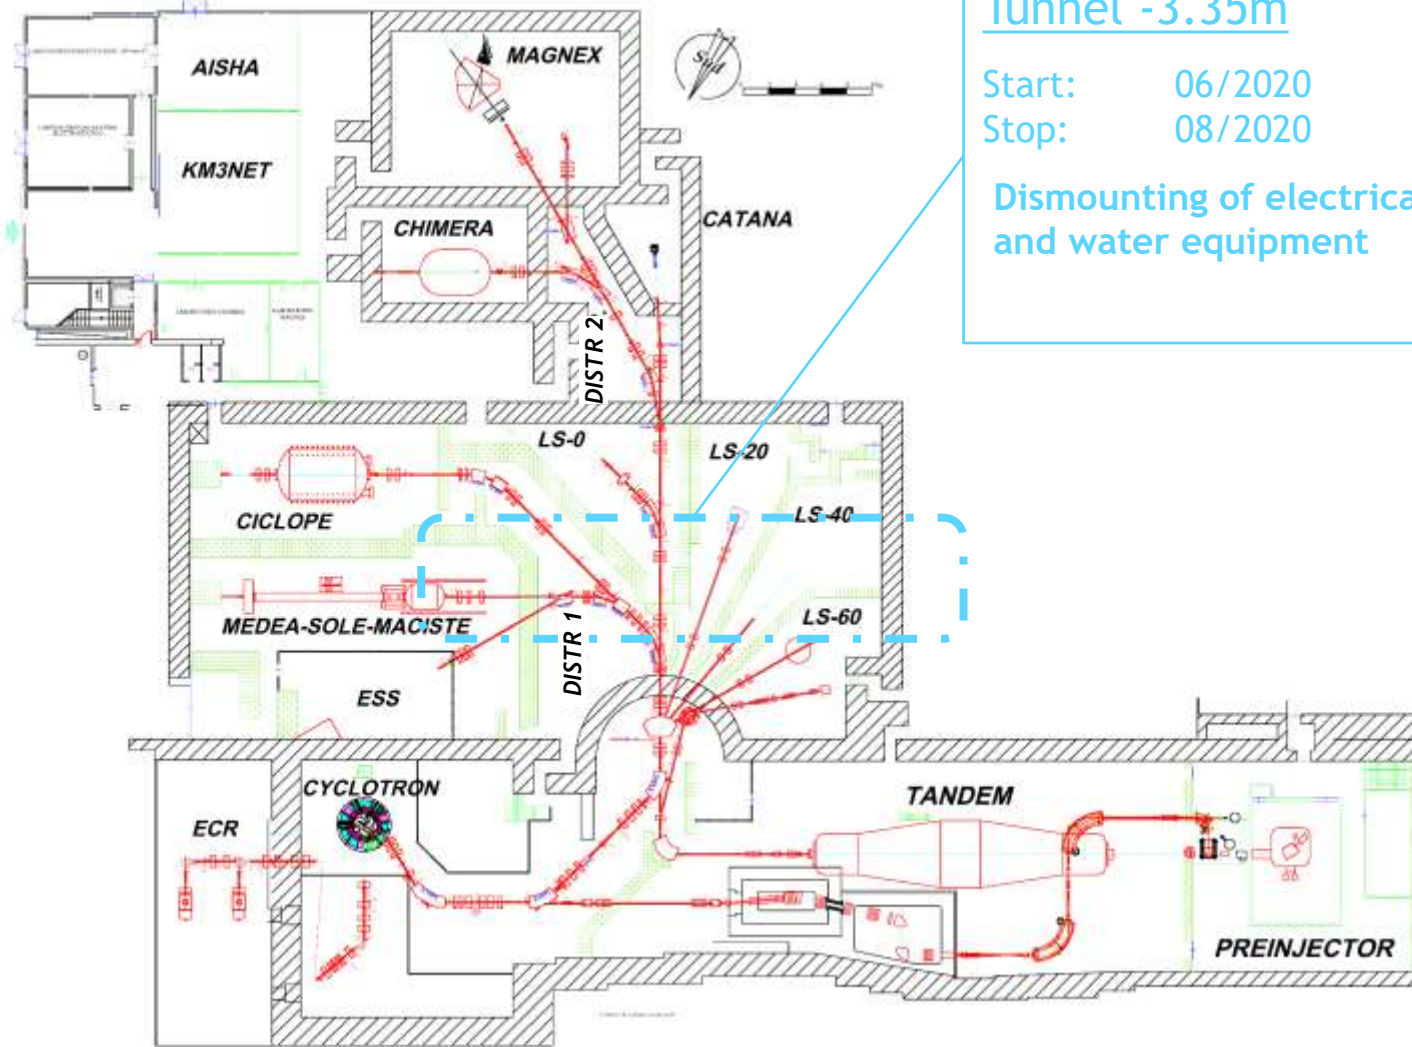 Tunnel -3.35m
Start: 06/2020
Stop: 08/2020
Dismounting of electrica
and water equipment
AISHA
MAGNEX
Sud
KM3NET
CHIMERA
CATANA
DISTR 2
LS-0
LS-20
CICLOPE
LS-40
MEDEA-SOLE-MACISTE
DISTR 1
LS-60
ESS
CYCLOTRON
TANDEM
ECR
PREINJECTOR